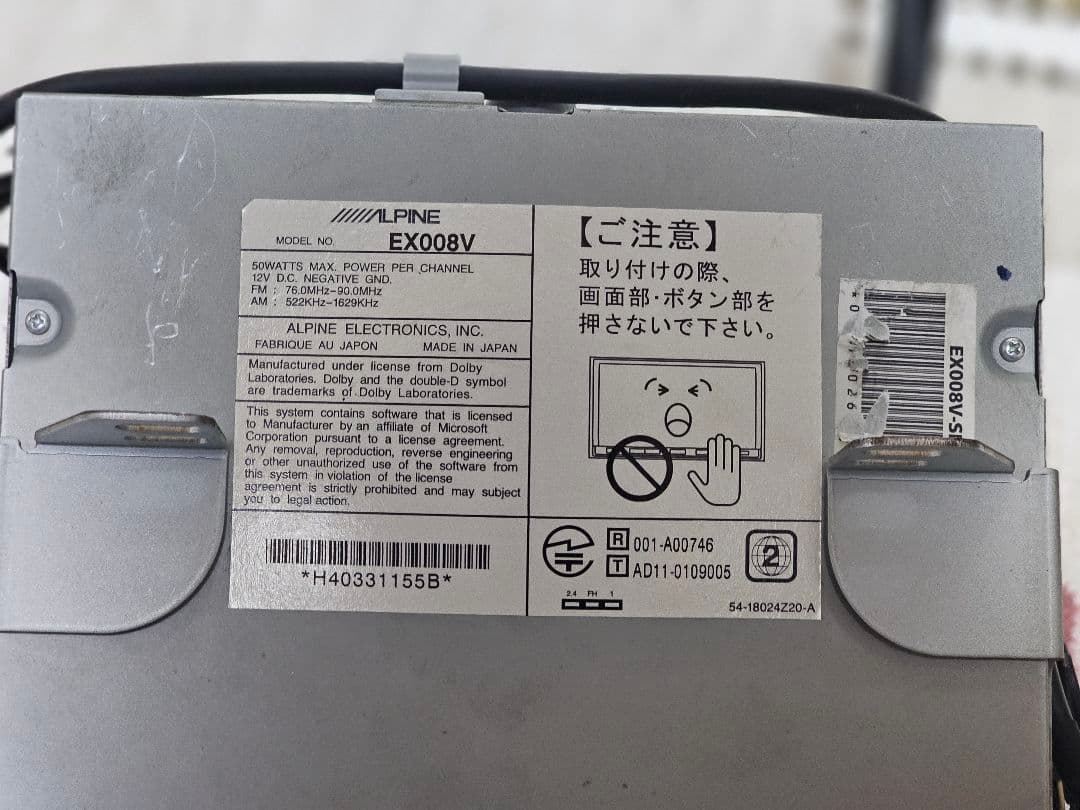 ALPINE
MODEL NO. EX008V
50WATTS MAX. POWER PER CHANNEL
12V D.C. NEGATIVE GND.
FM : 76.0MHz-90.0MHz
AM : 522KHz-1629KHz
ALPINE ELECTRONICS, INC.
FABRIQUE AU JAPON MADE IN JAPAN
Manufactured under license from Dolby
Laboratories. Dolby and the double-D symbol
are trademarks of Dolby Laboratories.
This system contains software that is licensed
to Manufacturer by an affiliate of Microsoft
Corporation pursuant to a license agreement.
Any removal, reproduction, reverse engineering
or other unauthorized use of the software from
this system in violation of the license
agreement is strictly prohibited and may subject
you to legal action.
*H40331155B*
【ご注意】
取り付けの際、
画面部・ボタン部を
押さないで下さい。
R 001-A00746
T AD11-0109005
2
2.4 FH 1
54-18024Z20-A
EX008V-S